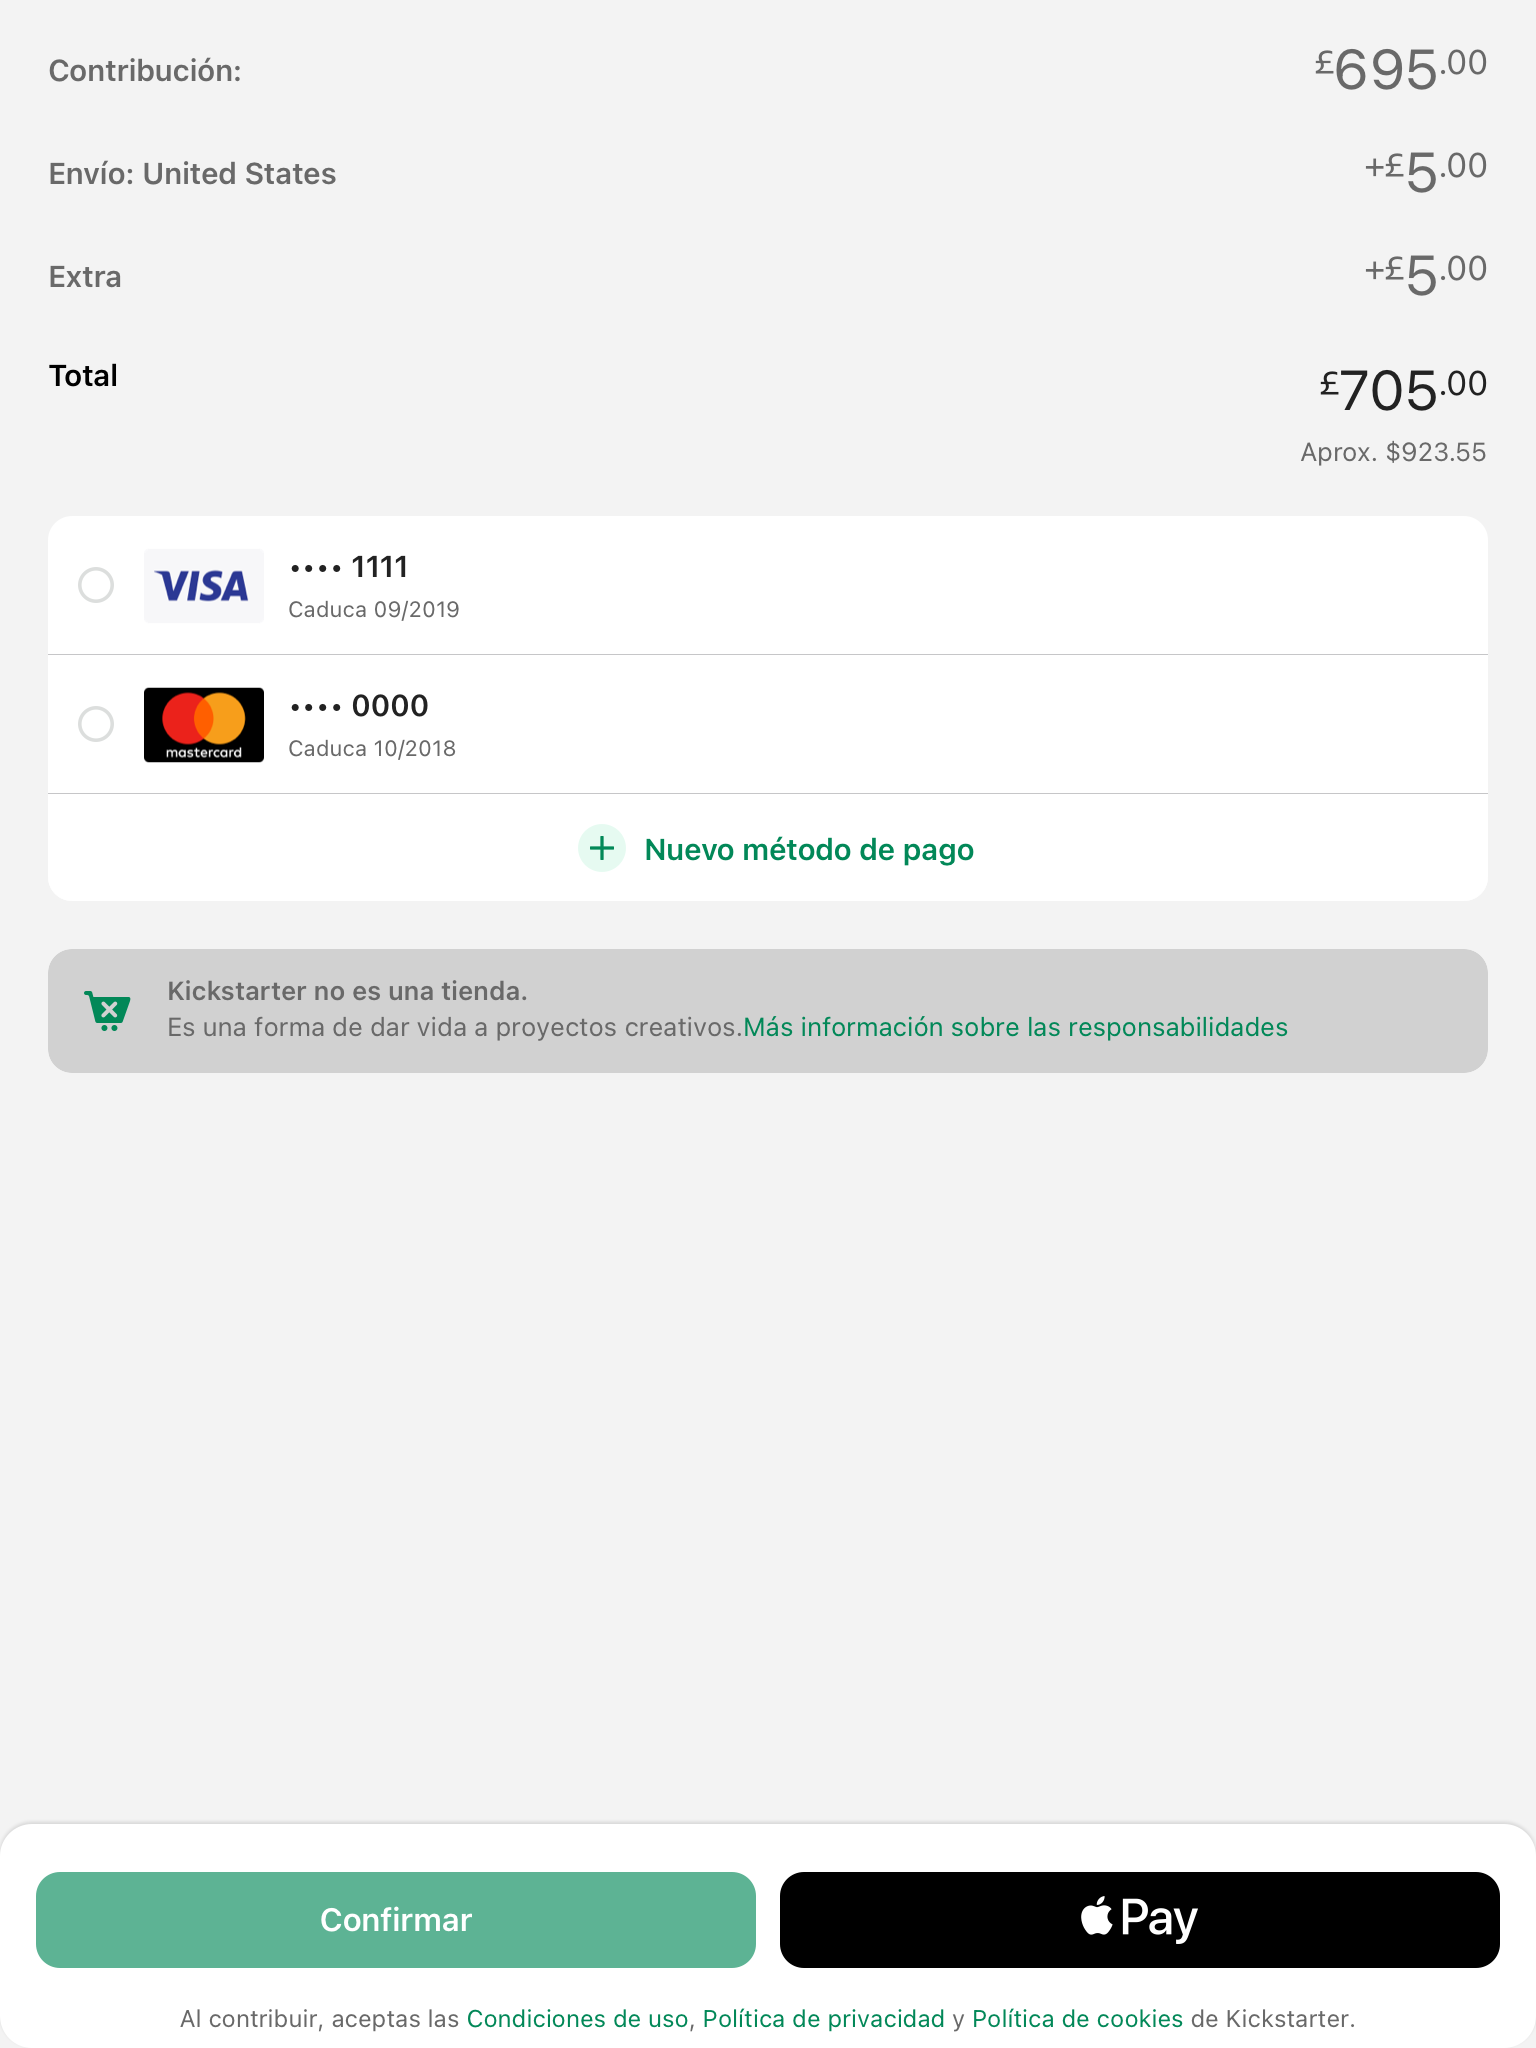 Contribución: £695.00
Envío: United States +£5.00
Extra +£5.00
Total £705.00
Aprox. $923.55
VISA •••• 1111
Caduca 09/2019
mastercard •••• 0000
Caduca 10/2018
+ Nuevo método de pago
Kickstarter no es una tienda.
Es una forma de dar vida a proyectos creativos.Más información sobre las responsabilidades
Confirmar Pay
Al contribuir, aceptas las Condiciones de uso, Política de privacidad y Política de cookies de Kickstarter.